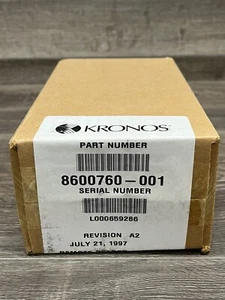 KRONOS
PART NUMBER
8600760-001
SERIAL NUMBER
L000659286
REVISION A2
JULY 21, 1997